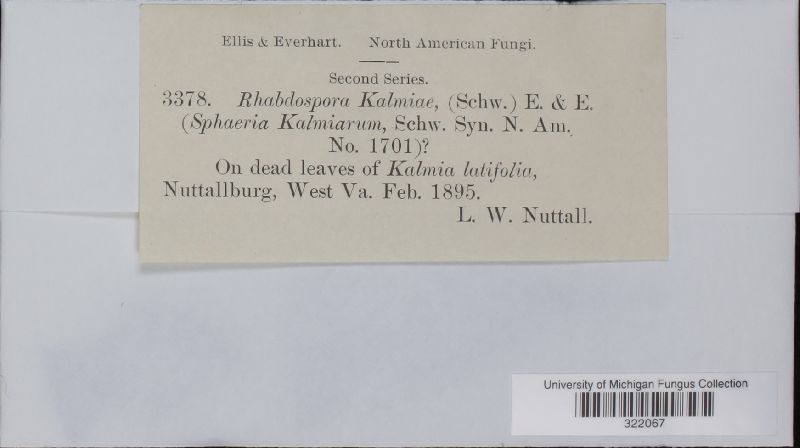 Ellis & Everhart. North American Fungi.
Second Series.
3378. Rhabdospora Kalmiae, (Schw.) E. & E.
(Sphaeria Kalmiarum, Schw. Syn. N. Am.
No. 1701)?
On dead leaves of Kalmia latifolia,
Nuttallburg, West Va. Feb. 1895.
L. W. Nuttall.
University of Michigan Fungus Collection
322067